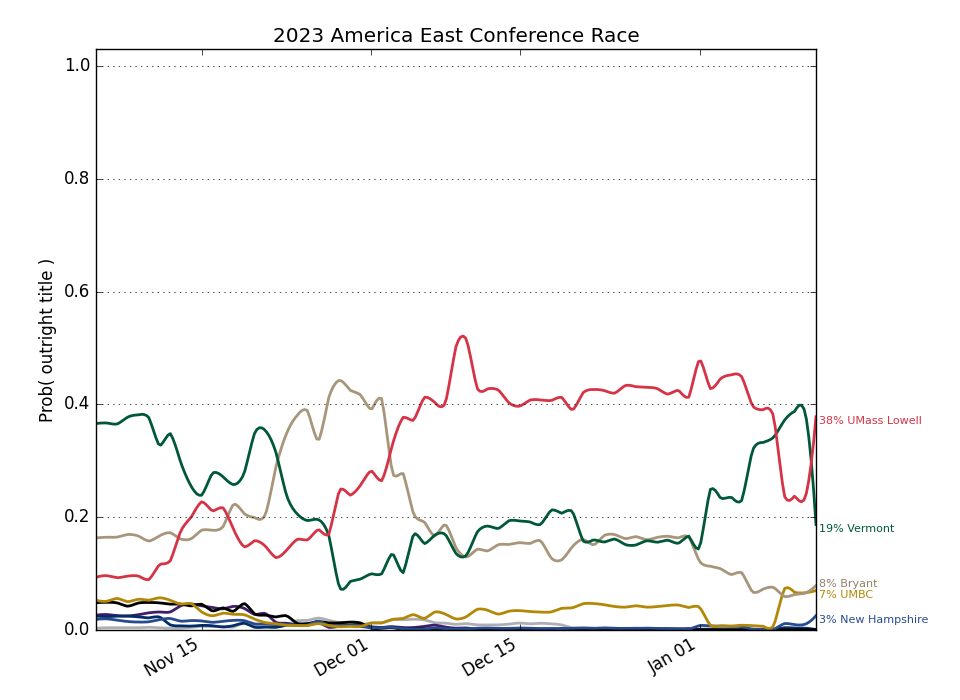 2023 America East Conference Race
Prob( outright title )
1.0
0.8
0.6
0.4
0.2
0.0
38% UMass Lowell
19% Vermont
8% Bryant
7% UMBC
3% New Hampshire
Nov 15
Dec 01
Dec 15
Jan 01